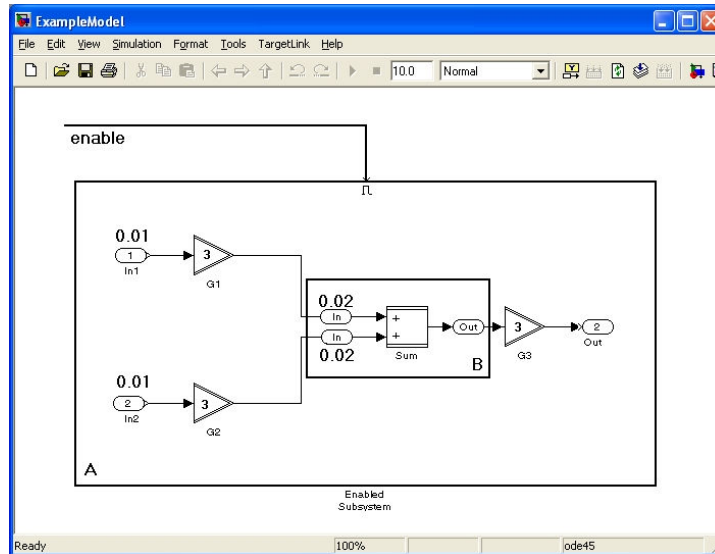 ExampleModel
File Edit View Simulation Format Tools TargetLink Help
10.0 Normal
enable
0.01
1
In1
3
G1
0.02
In
+
In
+
0.02
Sum
Out
B
3
G3
2
Out
0.01
2
In2
3
G2
A
Enabled
Subsystem
Ready 100% ode45